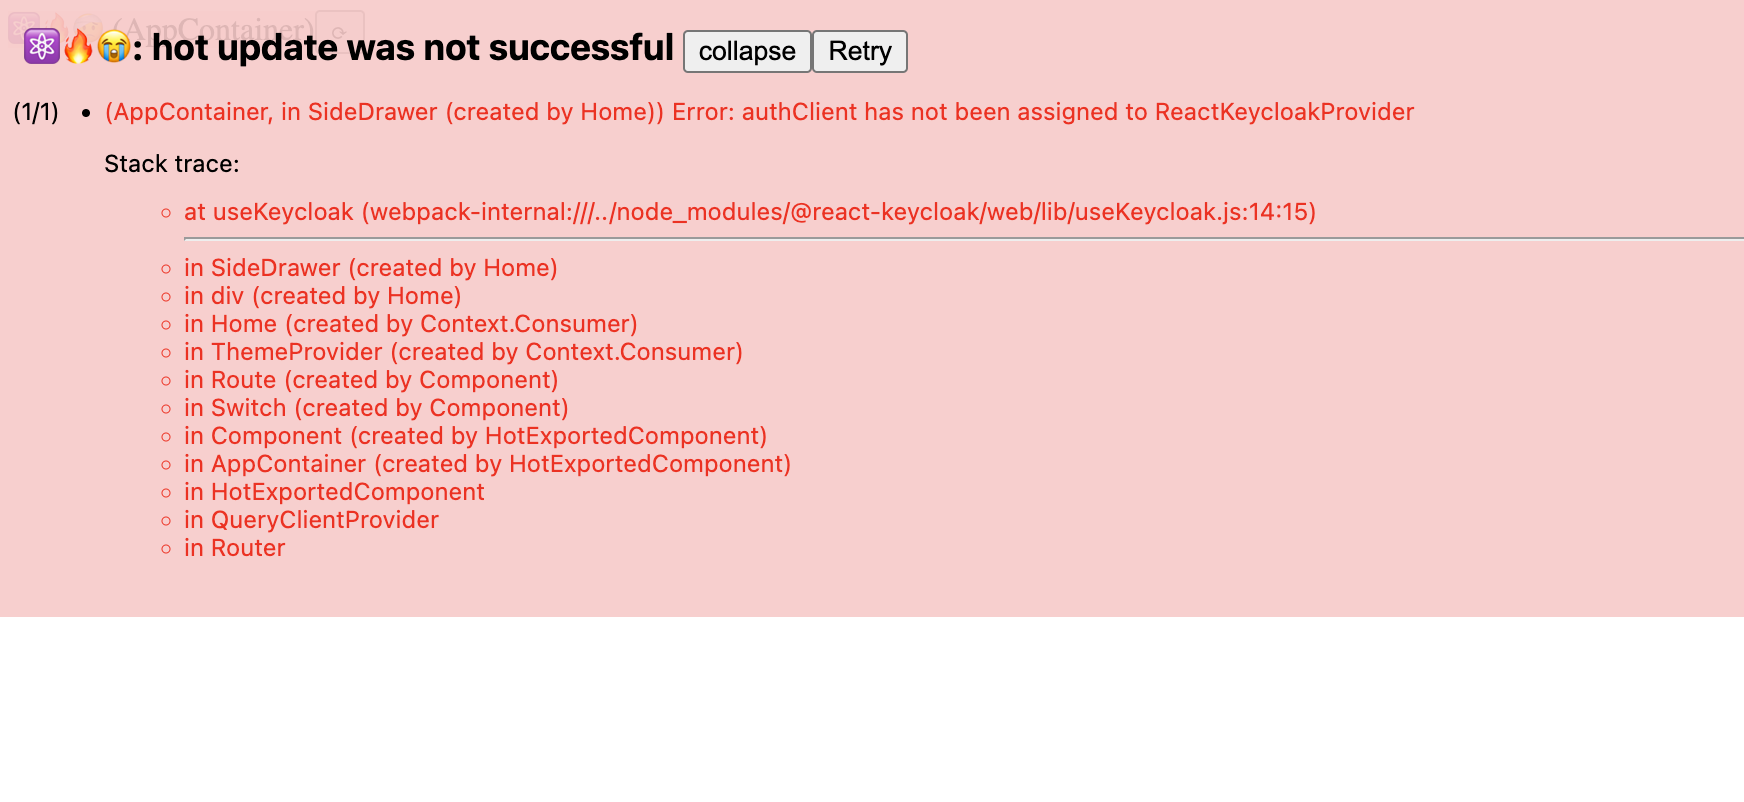 (AppContainer)
⚛️🔥😭: hot update was not successful collapse Retry
(1/1) • (AppContainer, in SideDrawer (created by Home)) Error: authClient has not been assigned to ReactKeycloakProvider
Stack trace:
at useKeycloak (webpack-internal:///../node_modules/@react-keycloak/web/lib/useKeycloak.js:14:15)
in SideDrawer (created by Home)
in div (created by Home)
in Home (created by Context.Consumer)
in ThemeProvider (created by Context.Consumer)
in Route (created by Component)
in Switch (created by Component)
in Component (created by HotExportedComponent)
in AppContainer (created by HotExportedComponent)
in HotExportedComponent
in QueryClientProvider
in Router